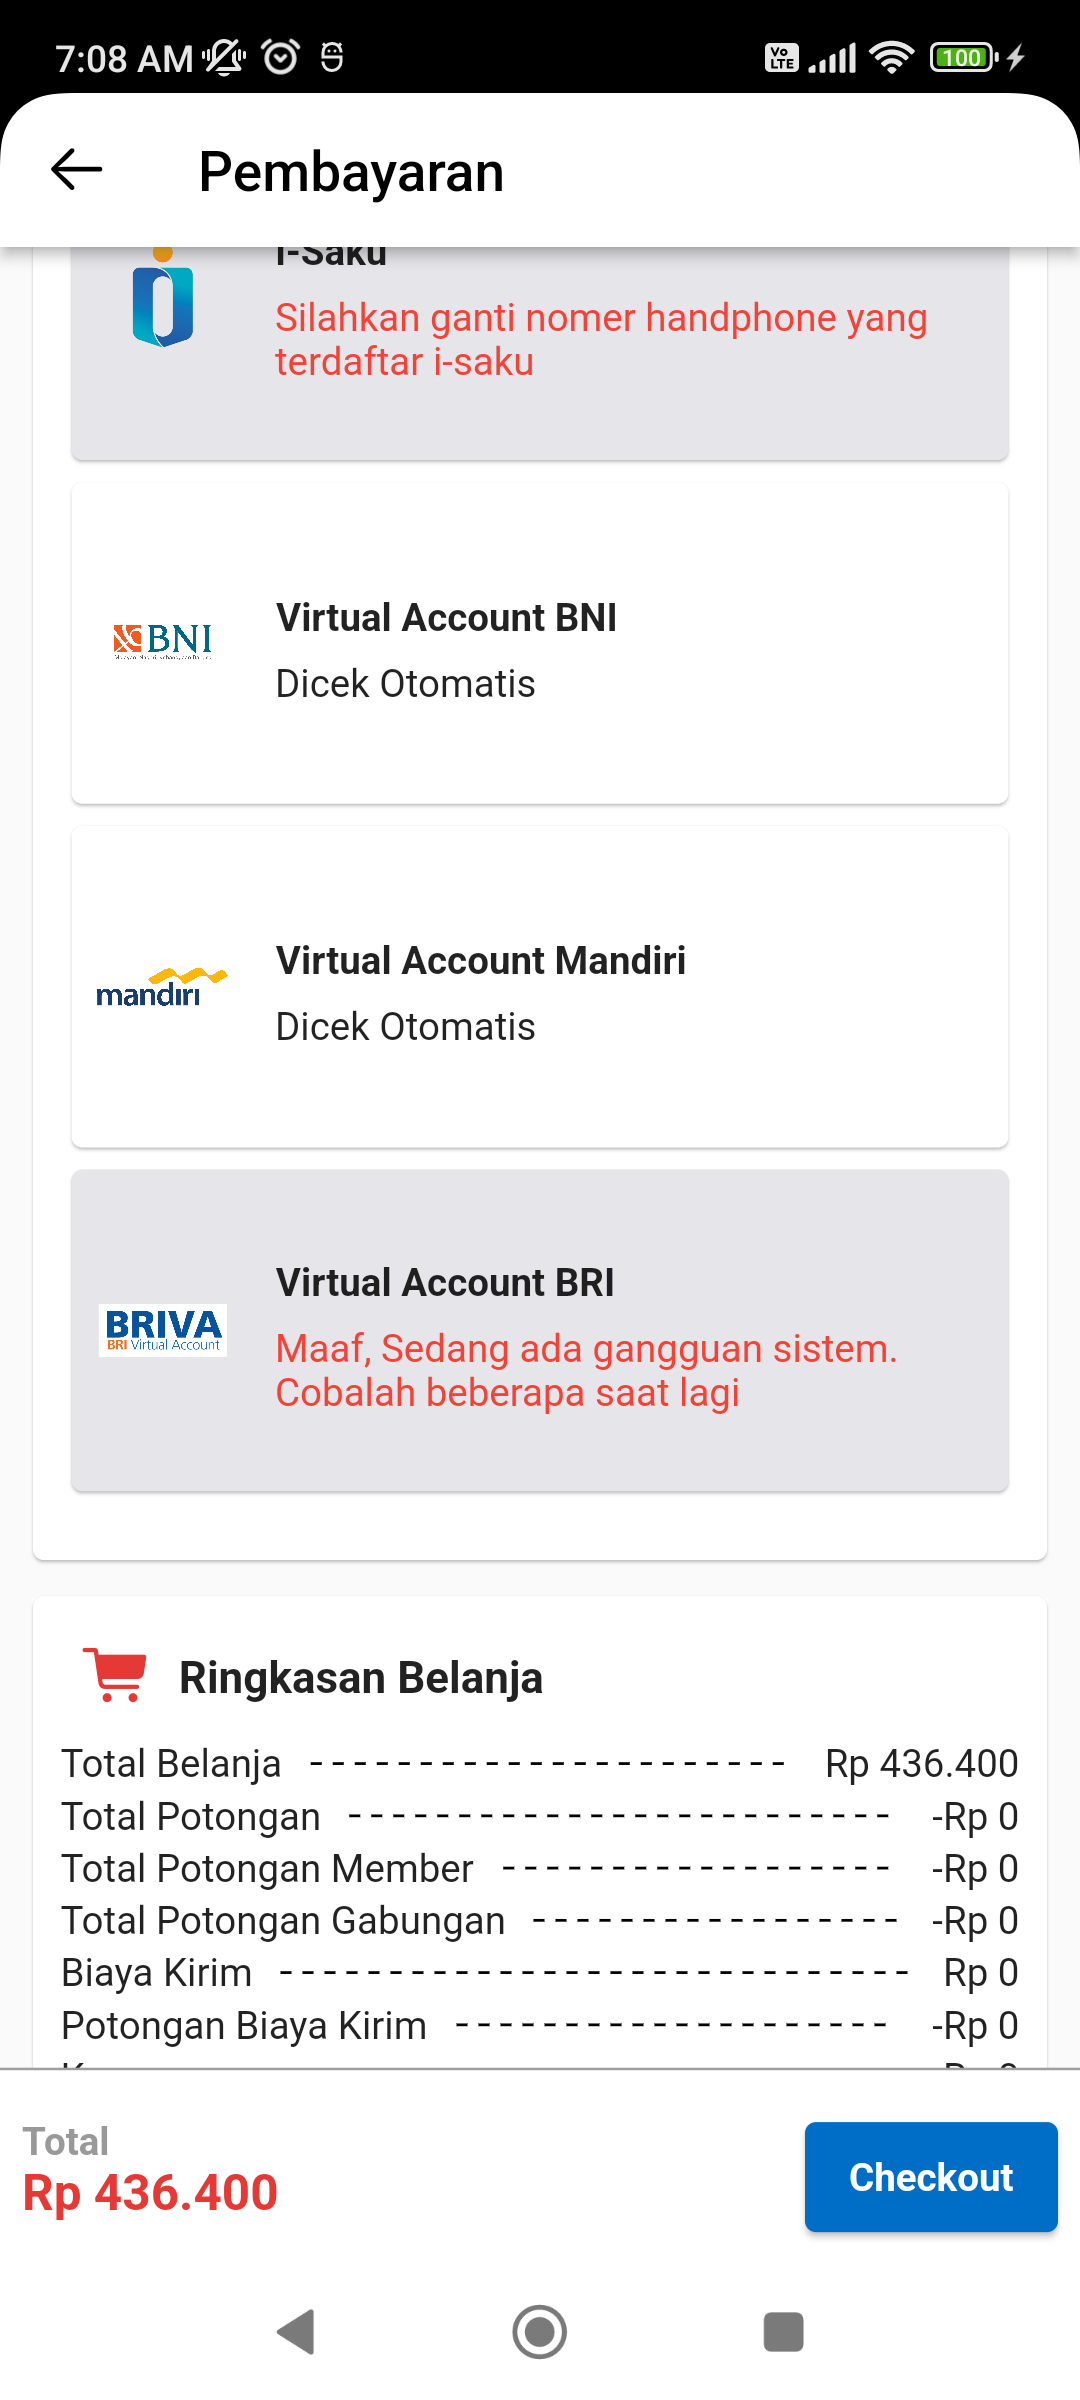 7:08 AM
Vo
LTE
100
Pembayaran
i-Saku
Silahkan ganti nomer handphone yang
terdaftar i-saku
BNI
Virtual Account BNI
Dicek Otomatis
mandiri
Virtual Account Mandiri
Dicek Otomatis
BRIVA
BRI Virtual Account
Virtual Account BRI
Maaf, Sedang ada gangguan sistem.
Cobalah beberapa saat lagi
Ringkasan Belanja
Total Belanja ---------------------- Rp 436.400
Total Potongan ------------------------- -Rp 0
Total Potongan Member ------------------ -Rp 0
Total Potongan Gabungan ----------------- -Rp 0
Biaya Kirim ----------------------------- Rp 0
Potongan Biaya Kirim -------------------- -Rp 0
Total
Rp 436.400
Checkout